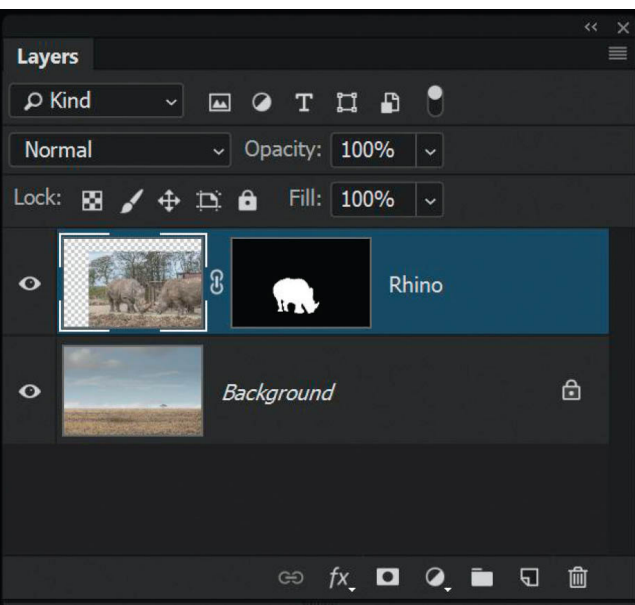 Layers
Kind
Normal Opacity: 100%
Lock: Fill: 100%
Rhino
Background
fx